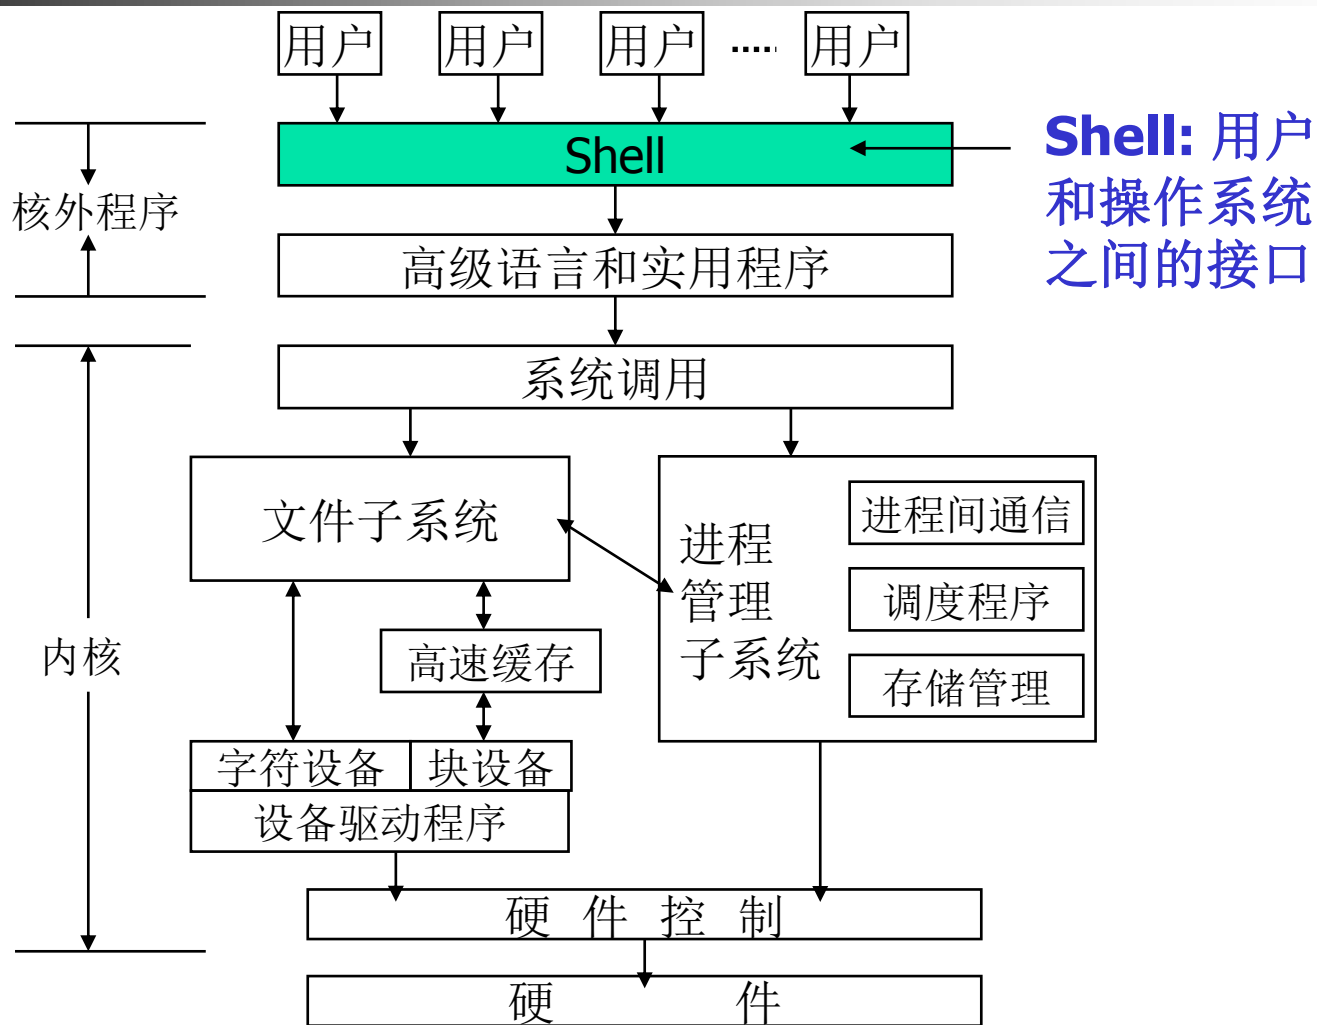 用户 用户 用户 ..... 用户
Shell
Shell: 用户
和操作系统
之间的接口
核外程序
高级语言和实用程序
系统调用
文件子系统
进程
管理
子系统
进程间通信
调度程序
存储管理
内核
高速缓存
字符设备 块设备
设备驱动程序
硬 件 控 制
硬 件